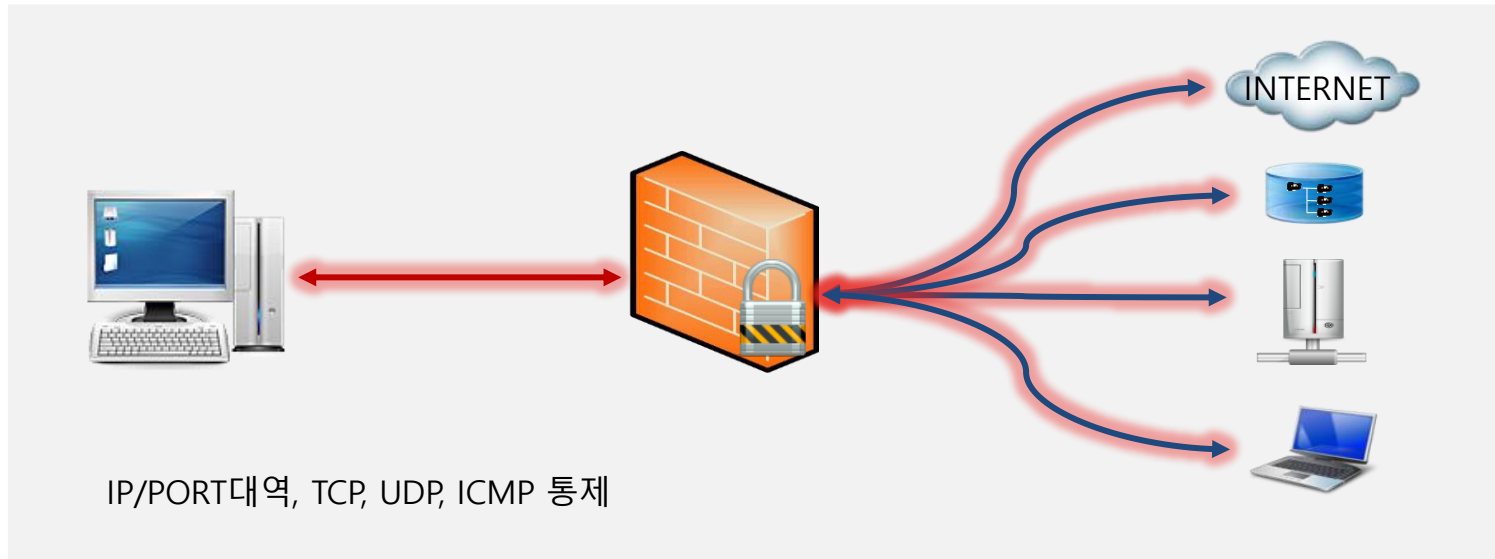 INTERNET
IP/PORT대역, TCP, UDP, ICMP 통제